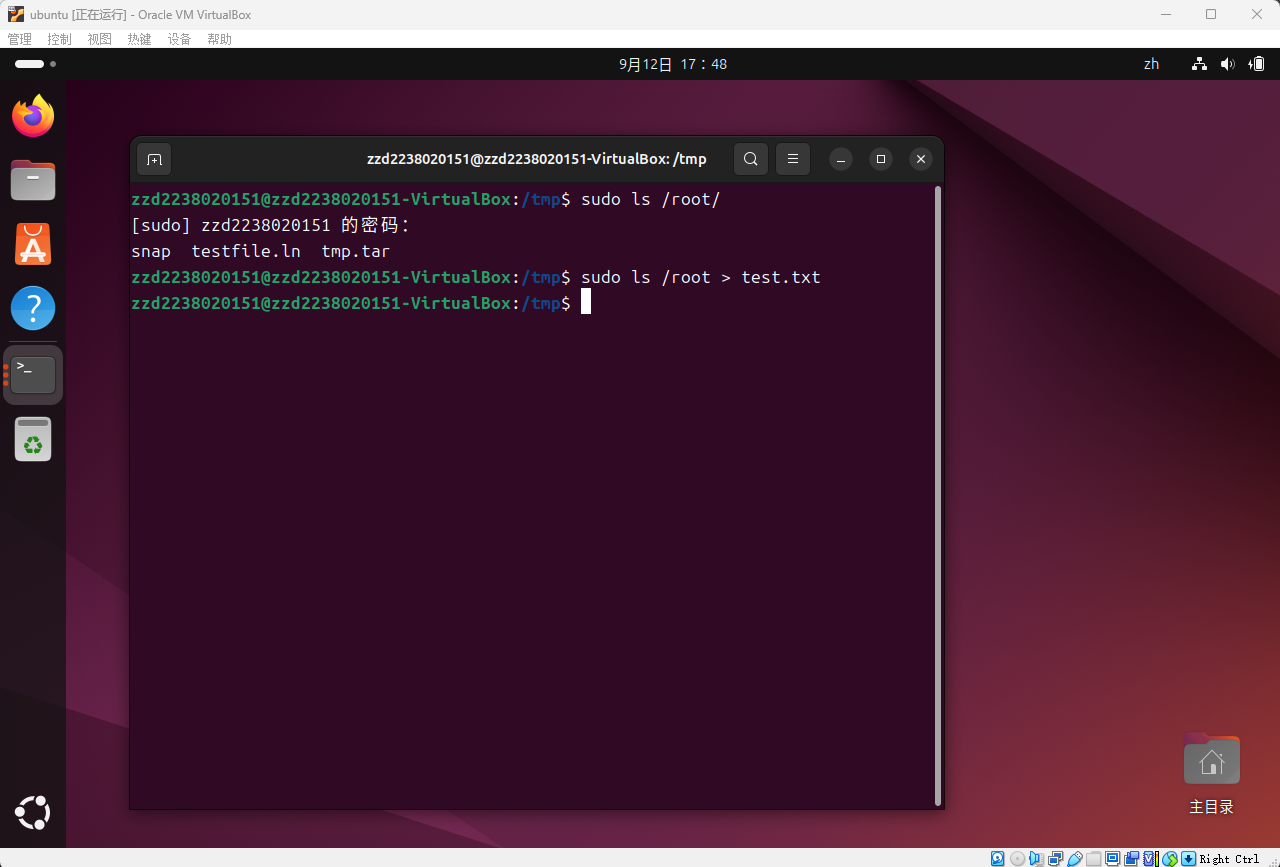 ubuntu [正在运行] - Oracle VM VirtualBox
管理 控制 视图 热键 设备 帮助
9月12日 17：48
zh
zzd2238020151@zzd2238020151-VirtualBox: /tmp
zzd2238020151@zzd2238020151-VirtualBox:/tmp$ sudo ls /root/
[sudo] zzd2238020151 的密码：
snap  testfile.ln  tmp.tar
zzd2238020151@zzd2238020151-VirtualBox:/tmp$ sudo ls /root > test.txt
zzd2238020151@zzd2238020151-VirtualBox:/tmp$
主目录
Right Ctrl